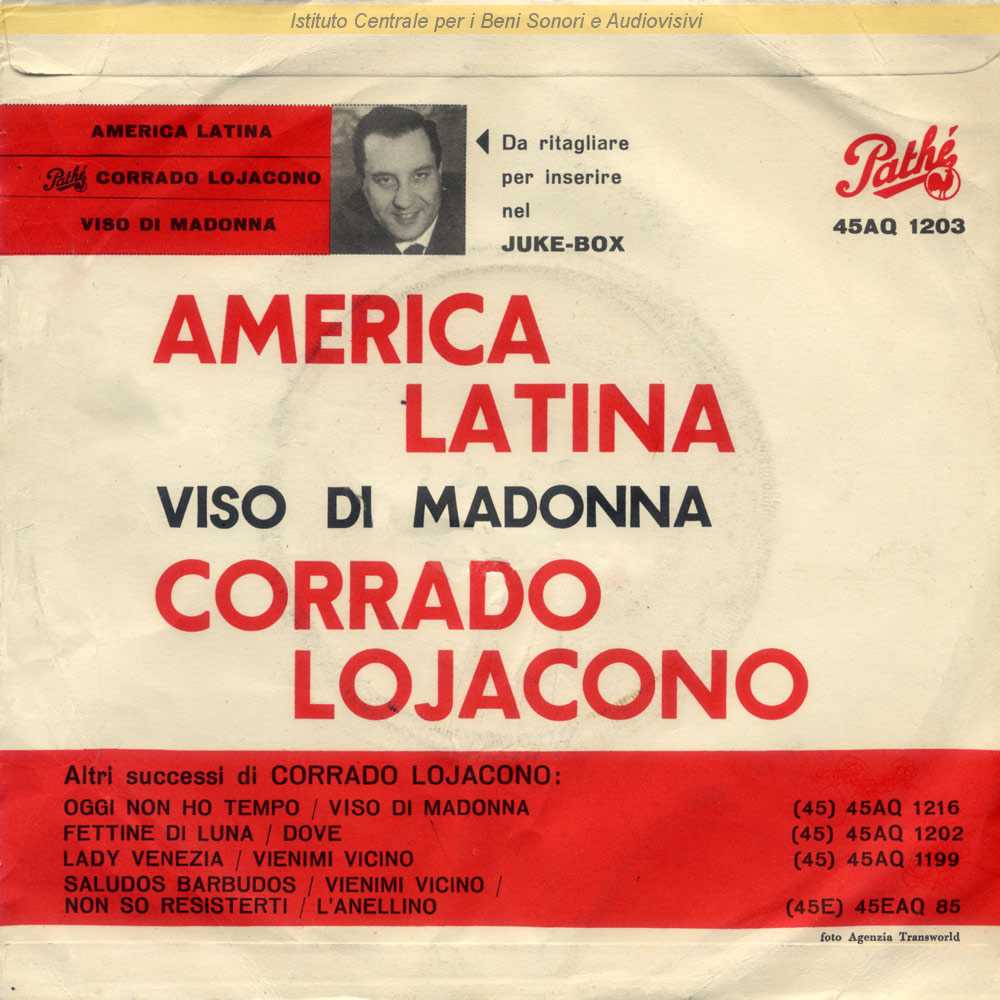 Istituto Centrale per i Beni Sonori e Audiovisivi
AMERICA LATINA
Pathé CORRADO LOJACONO
VISO DI MADONNA
Da ritagliare
per inserire
nel
JUKE-BOX
Pathé
45AQ 1203
AMERICA
LATINA
VISO DI MADONNA
CORRADO
LOJACONO
Altri successi di CORRADO LOJACONO:
OGGI NON HO TEMPO / VISO DI MADONNA (45) 45AQ 1216
FETTINE DI LUNA / DOVE (45) 45AQ 1202
LADY VENEZIA / VIENIMI VICINO (45) 45AQ 1199
SALUDOS BARBUDOS / VIENIMI VICINO /
NON SO RESISTERTI / L'ANELLINO (45E) 45EAQ 85
foto Agenzia Transworld